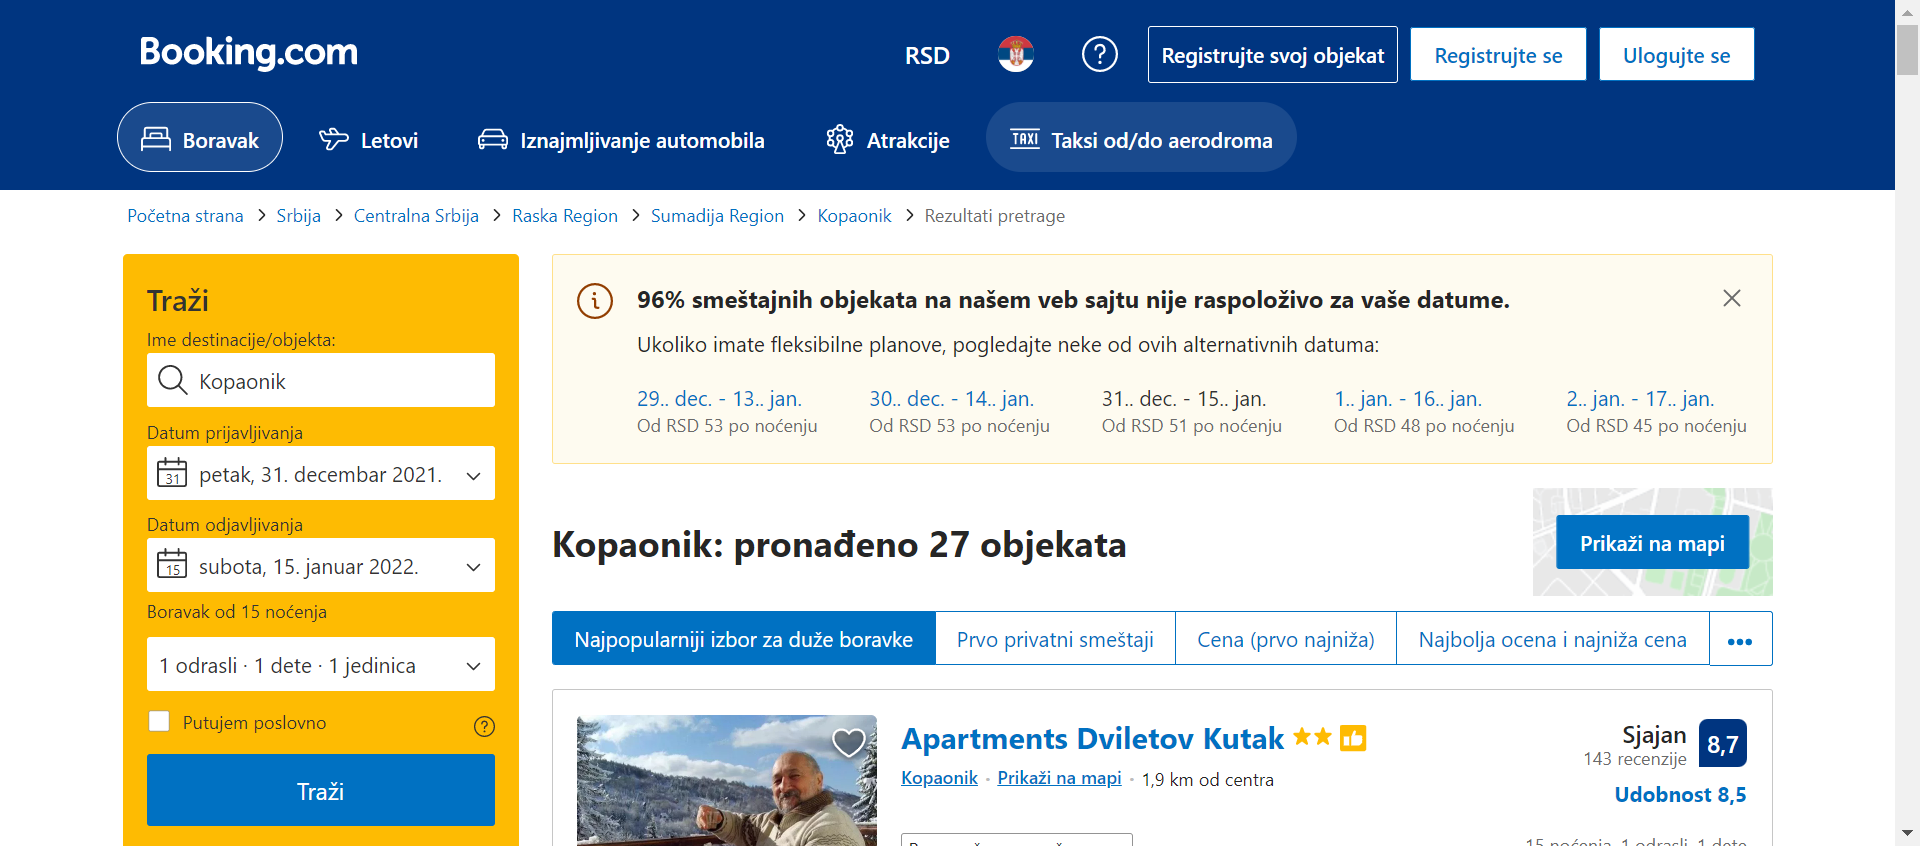 Booking.com
RSD
Registrujte svoj objekat
Registrujte se
Ulogujte se
Boravak
Letovi
Iznajmljivanje automobila
Atrakcije
TAXI Taksi od/do aerodroma
Početna strana > Srbija > Centralna Srbija > Raska Region > Sumadija Region > Kopaonik > Rezultati pretrage
Traži
Ime destinacije/objekta:
Kopaonik
Datum prijavljivanja
31 petak, 31. decembar 2021.
Datum odjavljivanja
15 subota, 15. januar 2022.
Boravak od 15 noćenja
1 odrasli · 1 dete · 1 jedinica
Putujem poslovno
Traži
96% smeštajnih objekata na našem veb sajtu nije raspoloživo za vaše datume.
Ukoliko imate fleksibilne planove, pogledajte neke od ovih alternativnih datuma:
29.. dec. - 13.. jan.
Od RSD 53 po noćenju
30.. dec. - 14.. jan.
Od RSD 53 po noćenju
31.. dec. - 15.. jan.
Od RSD 51 po noćenju
1.. jan. - 16.. jan.
Od RSD 48 po noćenju
2.. jan. - 17.. jan.
Od RSD 45 po noćenju
Kopaonik: pronađeno 27 objekata
Prikaži na mapi
Najpopularniji izbor za duže boravke
Prvo privatni smeštaji
Cena (prvo najniža)
Najbolja ocena i najniža cena
Apartments Dviletov Kutak
Kopaonik · Prikaži na mapi · 1,9 km od centra
Sjajan
143 recenzije
8,7
Udobnost 8,5
15 noćenja, 1 odrasli, 1 dete